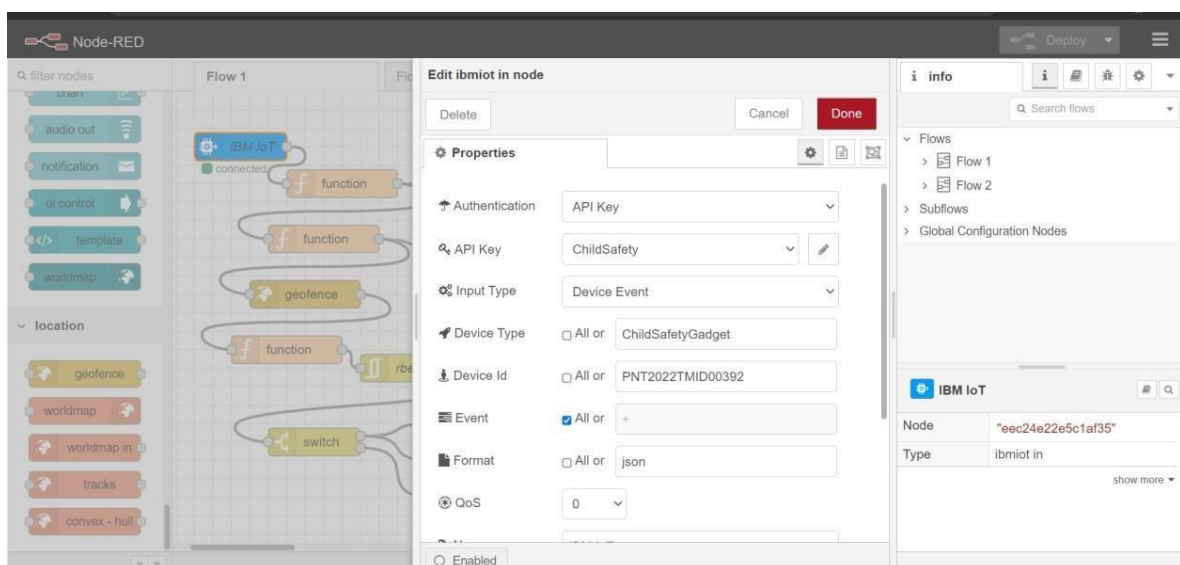 Node-RED
Deploy
filter nodes
Flow 1
Edit ibmiot in node
info
i
chart
audio out
notification
ui control
template
worldmap
location
geofence
worldmap
worldmap in
tracks
convex - hull
IBM IoT
connected
function
function
geofence
function
rbe
switch
Delete
Cancel
Done
Properties
Authentication
API Key
API Key
ChildSafety
Input Type
Device Event
Device Type
All or
ChildSafetyGadget
Device Id
All or
PNT2022TMID00392
Event
All or
+
Format
All or
json
QoS
0
Enabled
Search flows
Flows
Flow 1
Flow 2
Subflows
Global Configuration Nodes
IBM IoT
Node
"eec24e22e5c1af35"
Type
ibmiot in
show more